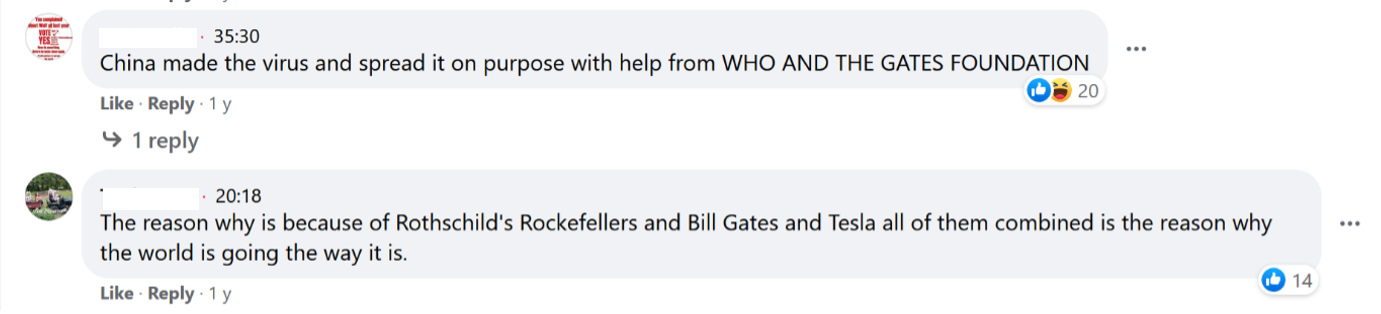 35:30
China made the virus and spread it on purpose with help from WHO AND THE GATES FOUNDATION
20
Like · Reply · 1 y
1 reply
VOTE
YES
20:18
The reason why is because of Rothschild's Rockefellers and Bill Gates and Tesla all of them combined is the reason why
the world is going the way it is.
14
Like · Reply · 1 y